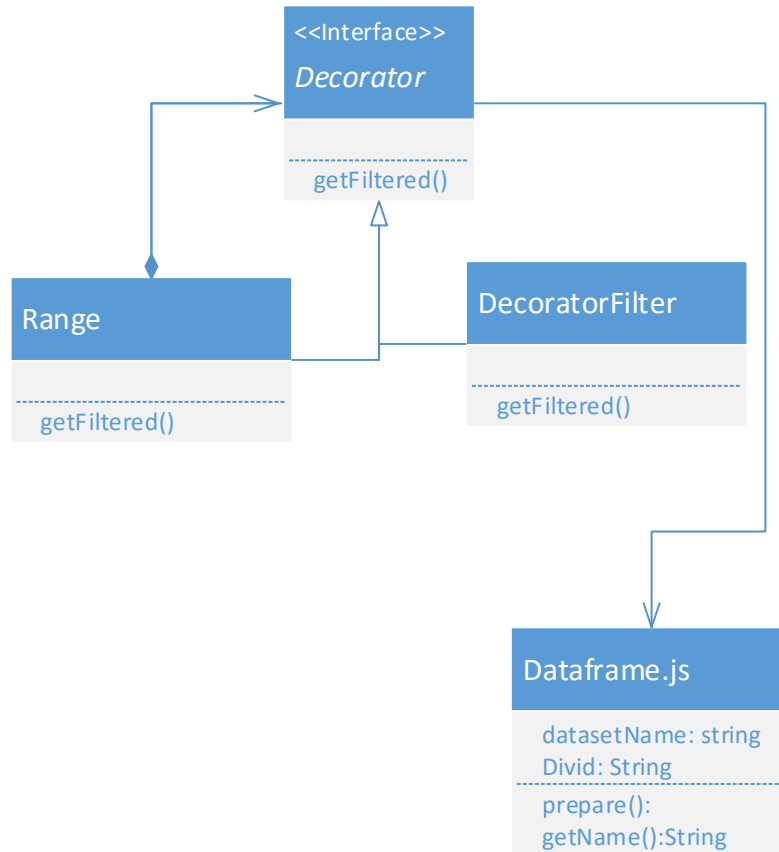 <<Interface>>
Decorator
getFiltered()
Range
getFiltered()
DecoratorFilter
getFiltered()
Dataframe.js
datasetName: string
Divid: String
prepare():
getName():String